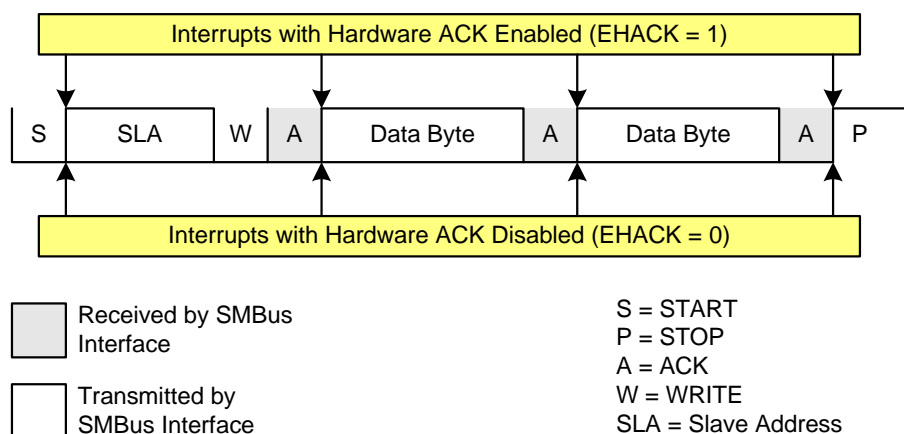 Interrupts with Hardware ACK Enabled (EHACK = 1)
S SLA W A Data Byte A Data Byte A P
Interrupts with Hardware ACK Disabled (EHACK = 0)
Received by SMBus
Interface
Transmitted by
SMBus Interface
S = START
P = STOP
A = ACK
W = WRITE
SLA = Slave Address